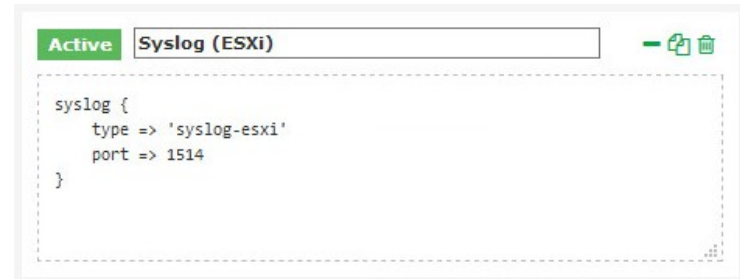 Active Syslog (ESXi)
syslog {
    type => 'syslog-esxi'
    port => 1514
}